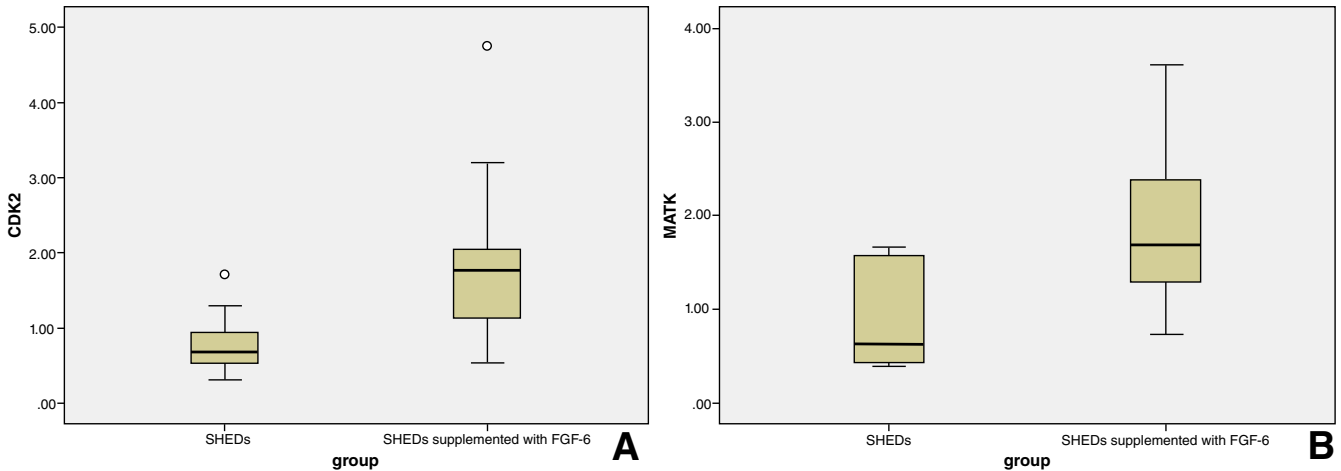 5.00
4.00
3.00
2.00
1.00
.00
CDK2
SHEDs
SHEDs supplemented with FGF-6
group
A
4.00
3.00
2.00
1.00
.00
MATK
SHEDs
SHEDs supplemented with FGF-6
group
B